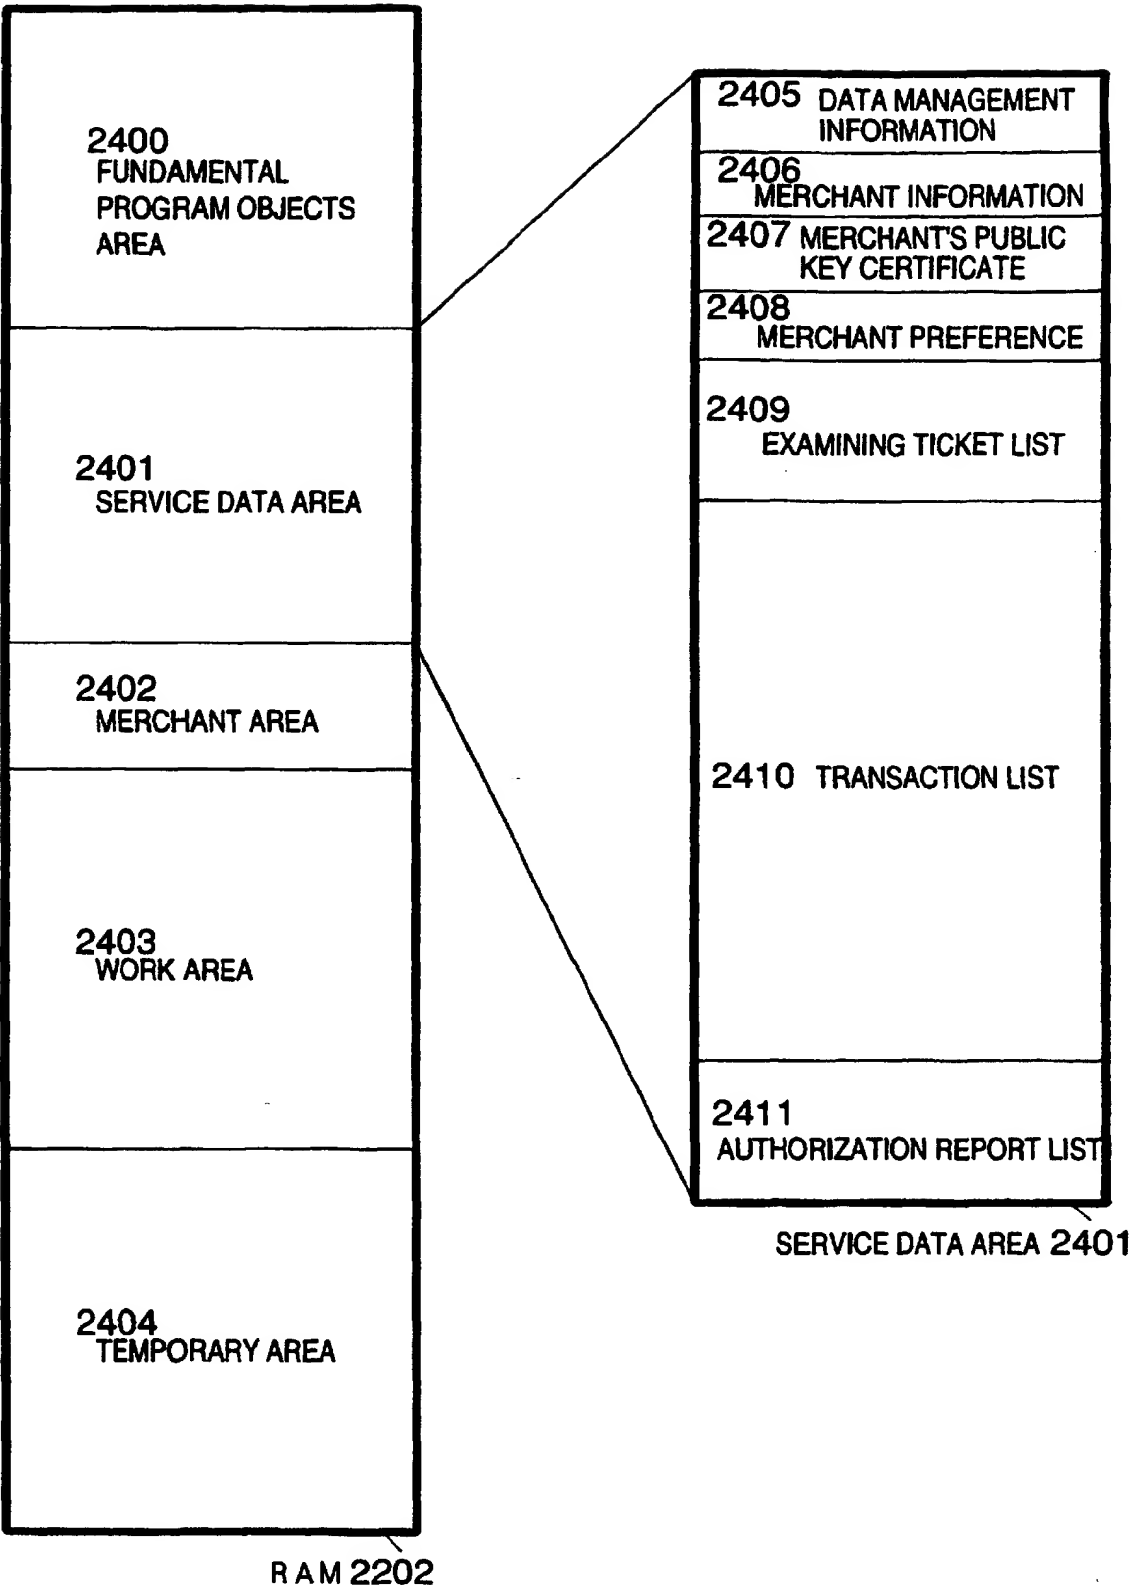 2400
FUNDAMENTAL
PROGRAM OBJECTS
AREA
2401
SERVICE DATA AREA
2402
MERCHANT AREA
2403
WORK AREA
2404
TEMPORARY AREA
RAM 2202
2405 DATA MANAGEMENT
INFORMATION
2406
MERCHANT INFORMATION
2407 MERCHANT'S PUBLIC
KEY CERTIFICATE
2408
MERCHANT PREFERENCE
2409
EXAMINING TICKET LIST
2410 TRANSACTION LIST
2411
AUTHORIZATION REPORT LIST
SERVICE DATA AREA 2401